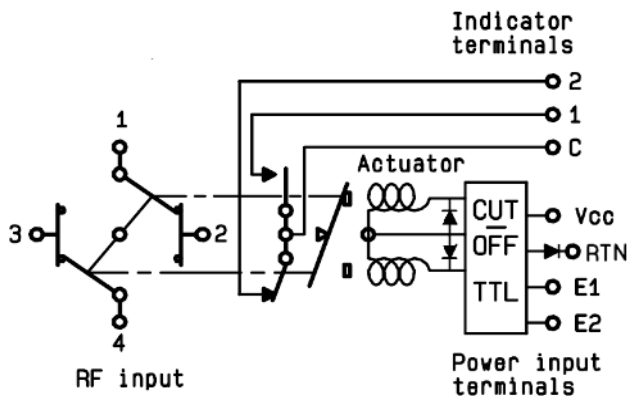 Indicator
terminals
2
1
C
1
Actuator
3
2
CUT
OFF
TTL
Vcc
RTN
E1
E2
4
RF input
Power input
terminals